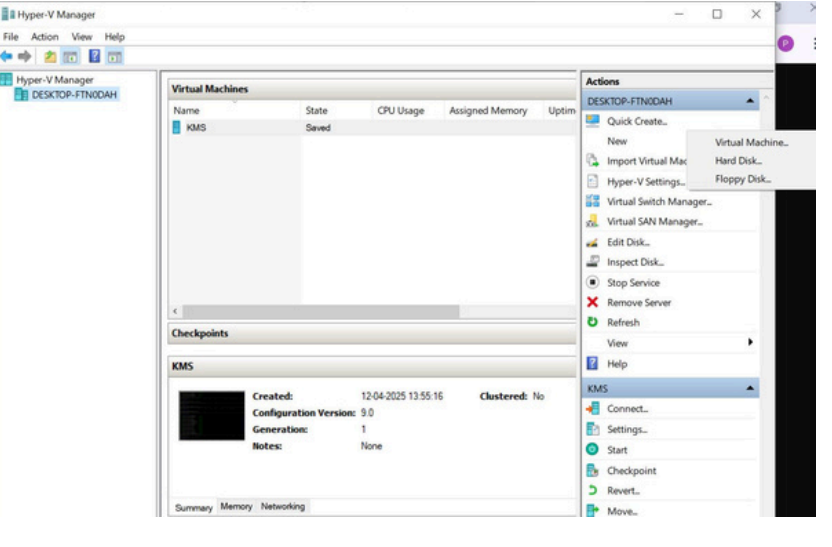 Hyper-V Manager
File Action View Help
Hyper-V Manager
DESKTOP-FTN0DAH
Virtual Machines
Name State CPU Usage Assigned Memory Uptim
KMS Saved
Checkpoints
KMS
Created: 12-04-2025 13:55:16 Clustered: No
Configuration Version: 9.0
Generation: 1
Notes: None
Summary Memory Networking
Actions
DESKTOP-FTN0DAH
Quick Create...
New
Import Virtual Mac
Hyper-V Settings...
Virtual Switch Manager...
Virtual SAN Manager...
Edit Disk...
Inspect Disk...
Stop Service
Remove Server
Refresh
View
Help
KMS
Connect...
Settings...
Start
Checkpoint
Revert...
Move...
Virtual Machine...
Hard Disk...
Floppy Disk...
P